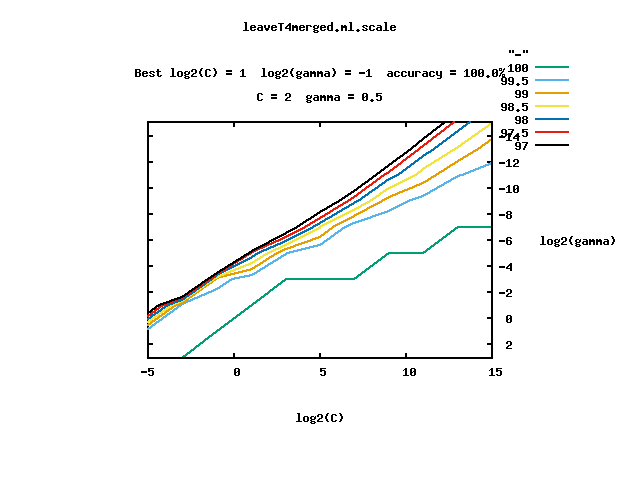 leaveT4merged.ml.scale
Best log2(C) = 1  log2(gamma) = -1  accuracy = 100.0%
C = 2  gamma = 0.5
"-"
100
99.5
99
98.5
98
97.5
97
-14
-12
-10
-8
-6
-4
-2
0
2
log2(gamma)
-5 0 5 10 15
log2(C)